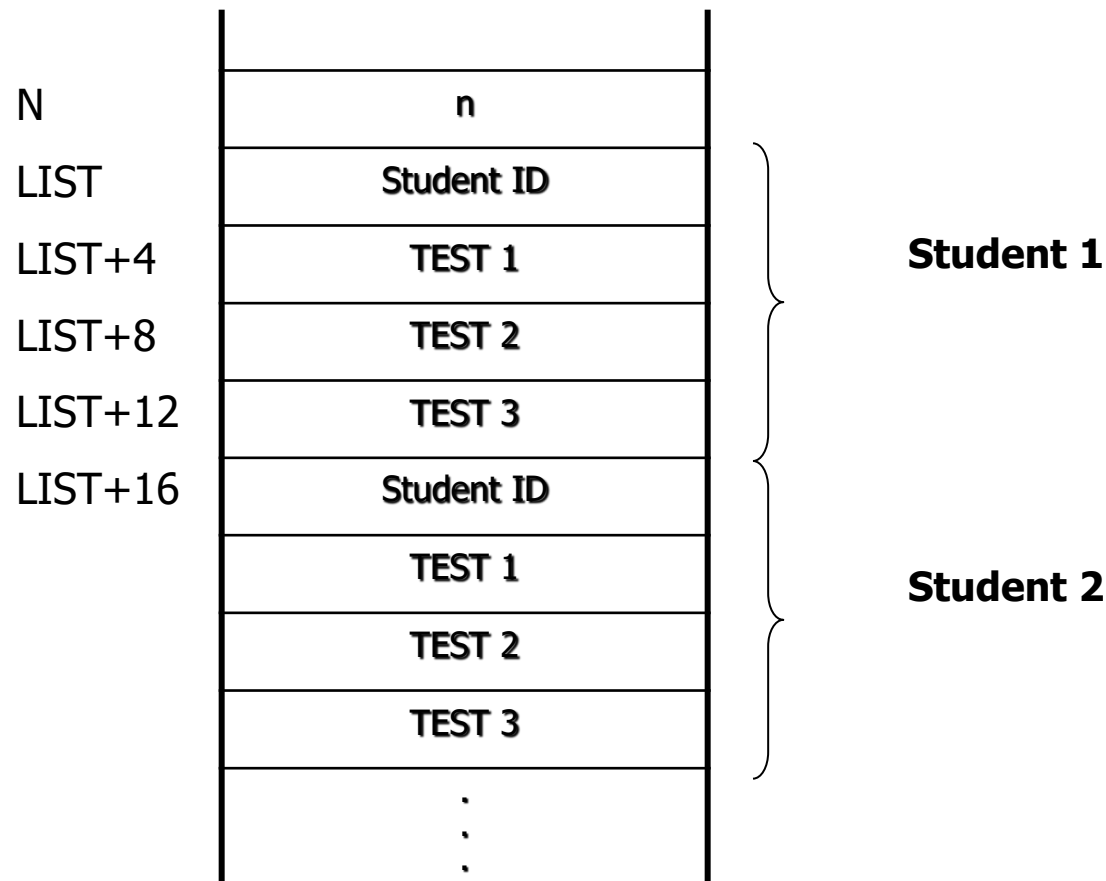 N n
LIST Student ID
LIST+4 TEST 1 Student 1
LIST+8 TEST 2
LIST+12 TEST 3
LIST+16 Student ID
TEST 1 Student 2
TEST 2
TEST 3
.
.
.